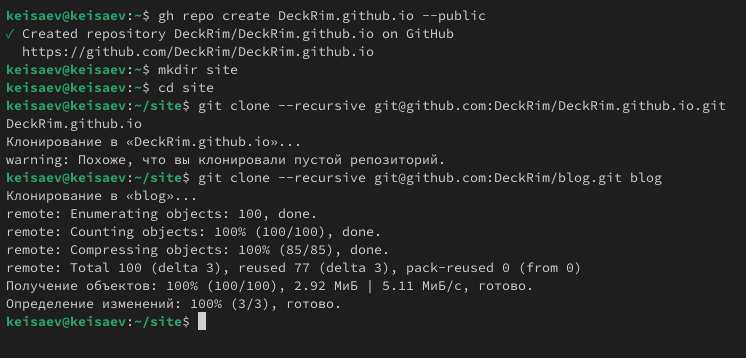 keisaev@keisaev:~$ gh repo create DeckRim.github.io --public
✓ Created repository DeckRim/DeckRim.github.io on GitHub
  https://github.com/DeckRim/DeckRim.github.io
keisaev@keisaev:~$ mkdir site
keisaev@keisaev:~$ cd site
keisaev@keisaev:~/site$ git clone --recursive git@github.com:DeckRim/DeckRim.github.io.git
DeckRim.github.io
Клонирование в «DeckRim.github.io»...
warning: Похоже, что вы клонировали пустой репозиторий.
keisaev@keisaev:~/site$ git clone --recursive git@github.com:DeckRim/blog.git blog
Клонирование в «blog»...
remote: Enumerating objects: 100, done.
remote: Counting objects: 100% (100/100), done.
remote: Compressing objects: 100% (85/85), done.
remote: Total 100 (delta 3), reused 77 (delta 3), pack-reused 0 (from 0)
Получение объектов: 100% (100/100), 2.92 МиБ | 5.11 МиБ/с, готово.
Определение изменений: 100% (3/3), готово.
keisaev@keisaev:~/site$